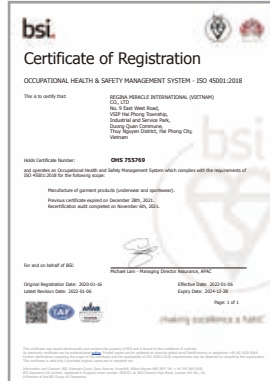 bsi.
Certificate of Registration
OCCUPATIONAL HEALTH & SAFETY MANAGEMENT SYSTEM - ISO 45001:2018
This is to certify that:
REGINA MIRACLE INTERNATIONAL (VIETNAM)
CO., LTD
No. 9 East West Road,
VSIP Hai Phong Township,
Industrial and Service Park,
Duong Quan Commune,
Thuy Nguyen District, Hai Phong City,
Vietnam
Holds Certificate Number:
OHS 755769
and operates an Occupational Health and Safety Management System which complies with the requirements of
ISO 45001:2018 for the following scope:
Manufacture of garment products (underwear and sportswear).
Previous certificate expired on December 28th, 2021.
Recertification audit completed on November 6th, 2021.
For and on behalf of BSI:
Michael Lam - Managing Director Assurance, APAC
Original Registration Date: 2020-01-16
Effective Date: 2022-01-06
Latest Revision Date: 2022-01-06
Expiry Date: 2024-12-28
Page: 1 of 1
TAF
bsi